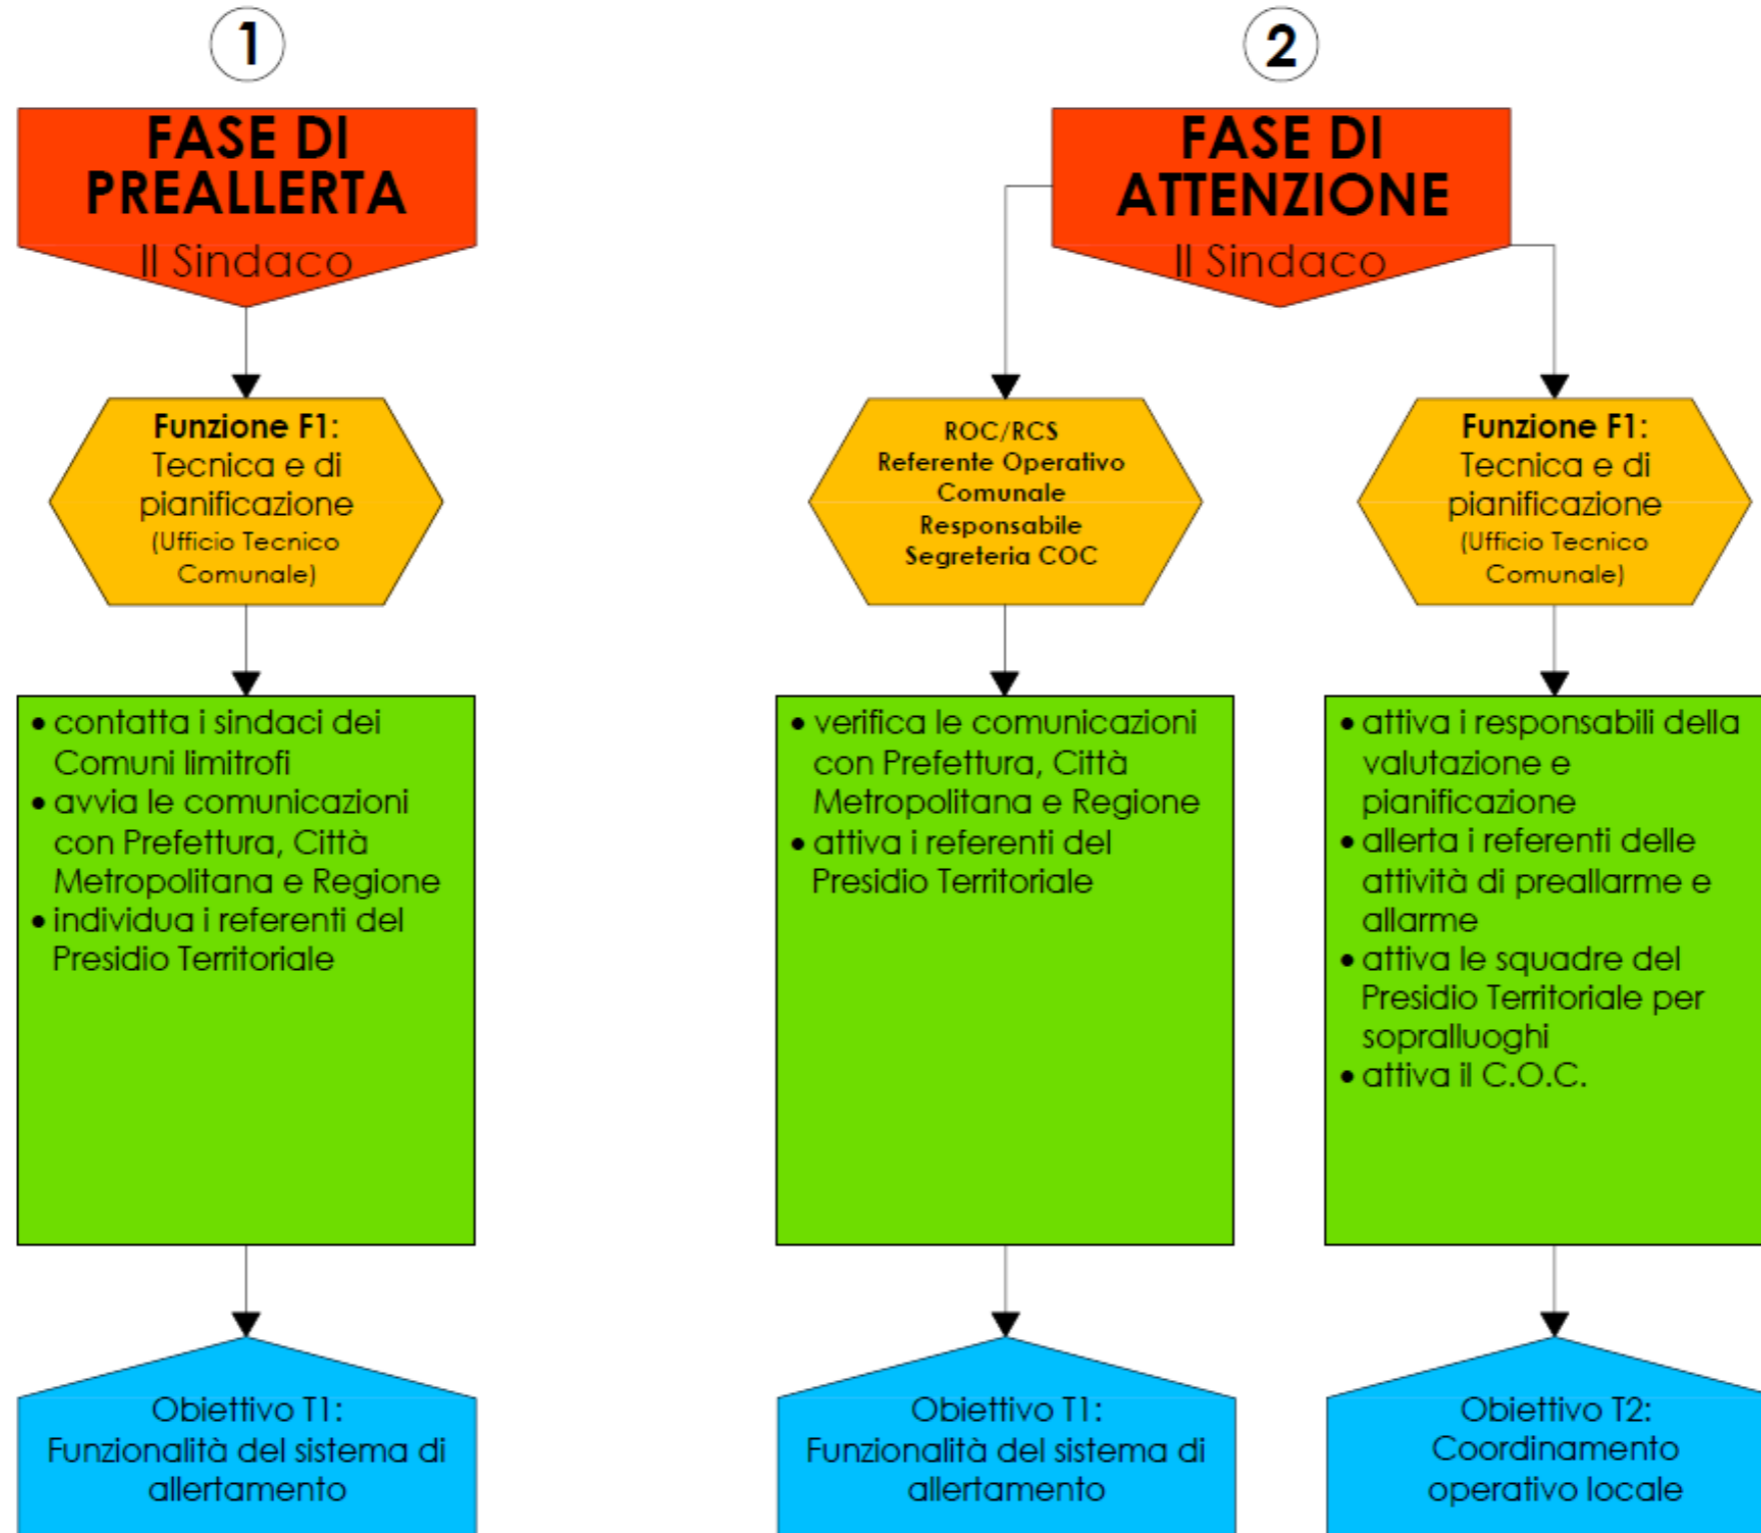 1
FASE DI
PREALLERTA
Il Sindaco
Funzione F1:
Tecnica e di
pianificazione
(Ufficio Tecnico
Comunale)
• contatta i sindaci dei
Comuni limitrofi
• avvia le comunicazioni
con Prefettura, Città
Metropolitana e Regione
• individua i referenti del
Presidio Territoriale
Obiettivo T1:
Funzionalità del sistema di
allertamento
2
FASE DI
ATTENZIONE
Il Sindaco
ROC/RCS
Referente Operativo
Comunale
Responsabile
Segreteria COC
• verifica le comunicazioni
con Prefettura, Città
Metropolitana e Regione
• attiva i referenti del
Presidio Territoriale
Obiettivo T1:
Funzionalità del sistema di
allertamento
Funzione F1:
Tecnica e di
pianificazione
(Ufficio Tecnico
Comunale)
• attiva i responsabili della
valutazione e
pianificazione
• allerta i referenti delle
attività di preallarme e
allarme
• attiva le squadre del
Presidio Territoriale per
sopralluoghi
• attiva il C.O.C.
Obiettivo T2:
Coordinamento
operativo locale